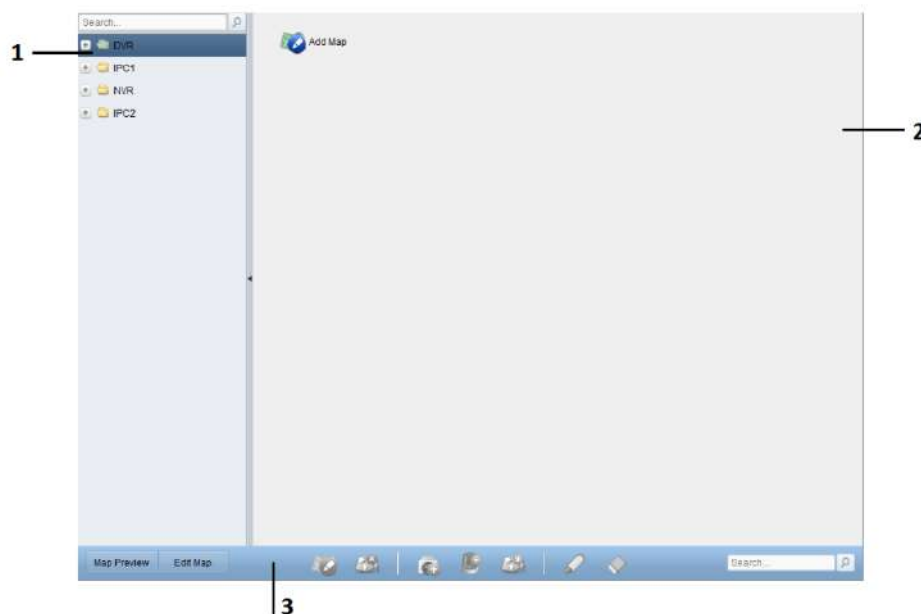 Search...
1
DVR
Add Map
IPC1
NVR
IPC2
2
Map Preview Edit Map
Search...
3